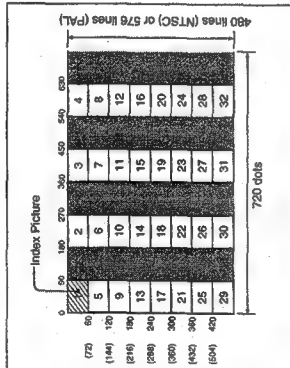 Index Picture
480 lines (NTSC) or 576 lines (PAL)
0 90 180 270 360 450 540 630
1 2 3 4
60 (72)
5 6 7 8
120 (144)
9 10 11 12
180 (216)
13 14 15 16
240 (288)
17 18 19 20
300 (360)
21 22 23 24
360 (432)
25 26 27 28
420 (504)
29 30 31 32
720 dots